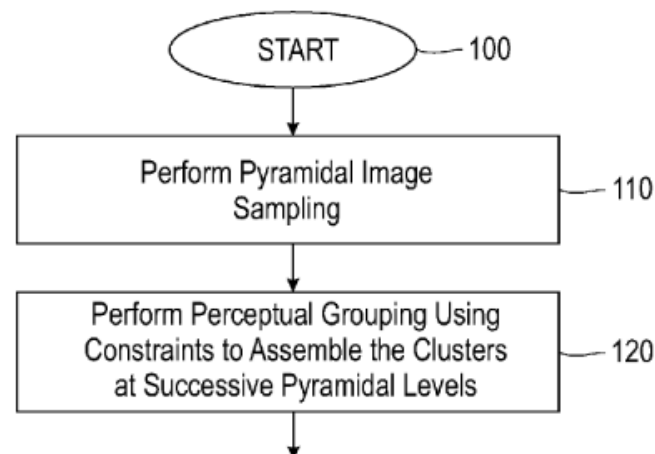 START
100
Perform Pyramidal Image
Sampling
110
Perform Perceptual Grouping Using
Constraints to Assemble the Clusters
at Successive Pyramidal Levels
120